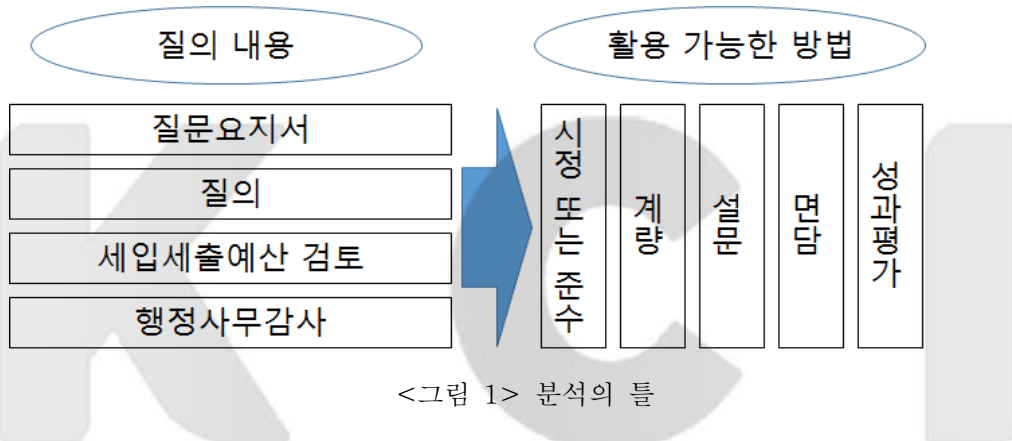 질의 내용
활용 가능한 방법
질문요지서
질의
세입세출예산 검토
행정사무감사
시정 또는 준수
계량
설문
면담
성과평가
<그림 1> 분석의 틀
KCI